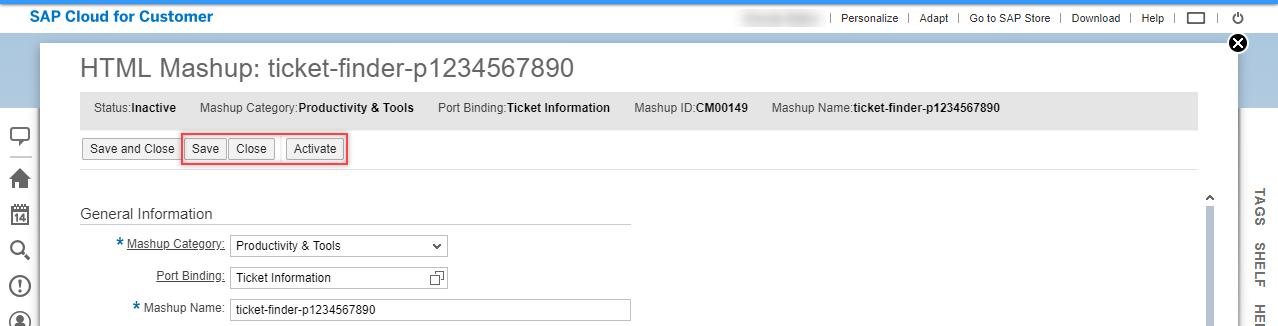 SAP Cloud for Customer
Personalize | Adapt | Go to SAP Store | Download | Help
HTML Mashup: ticket-finder-p1234567890
Status:Inactive Mashup Category:Productivity & Tools Port Binding:Ticket Information Mashup ID:CM00149 Mashup Name:ticket-finder-p1234567890
Save and Close Save Close Activate
14
General Information
* Mashup Category: Productivity & Tools
Port Binding: Ticket Information
* Mashup Name: ticket-finder-p1234567890
TAGS
SHELF